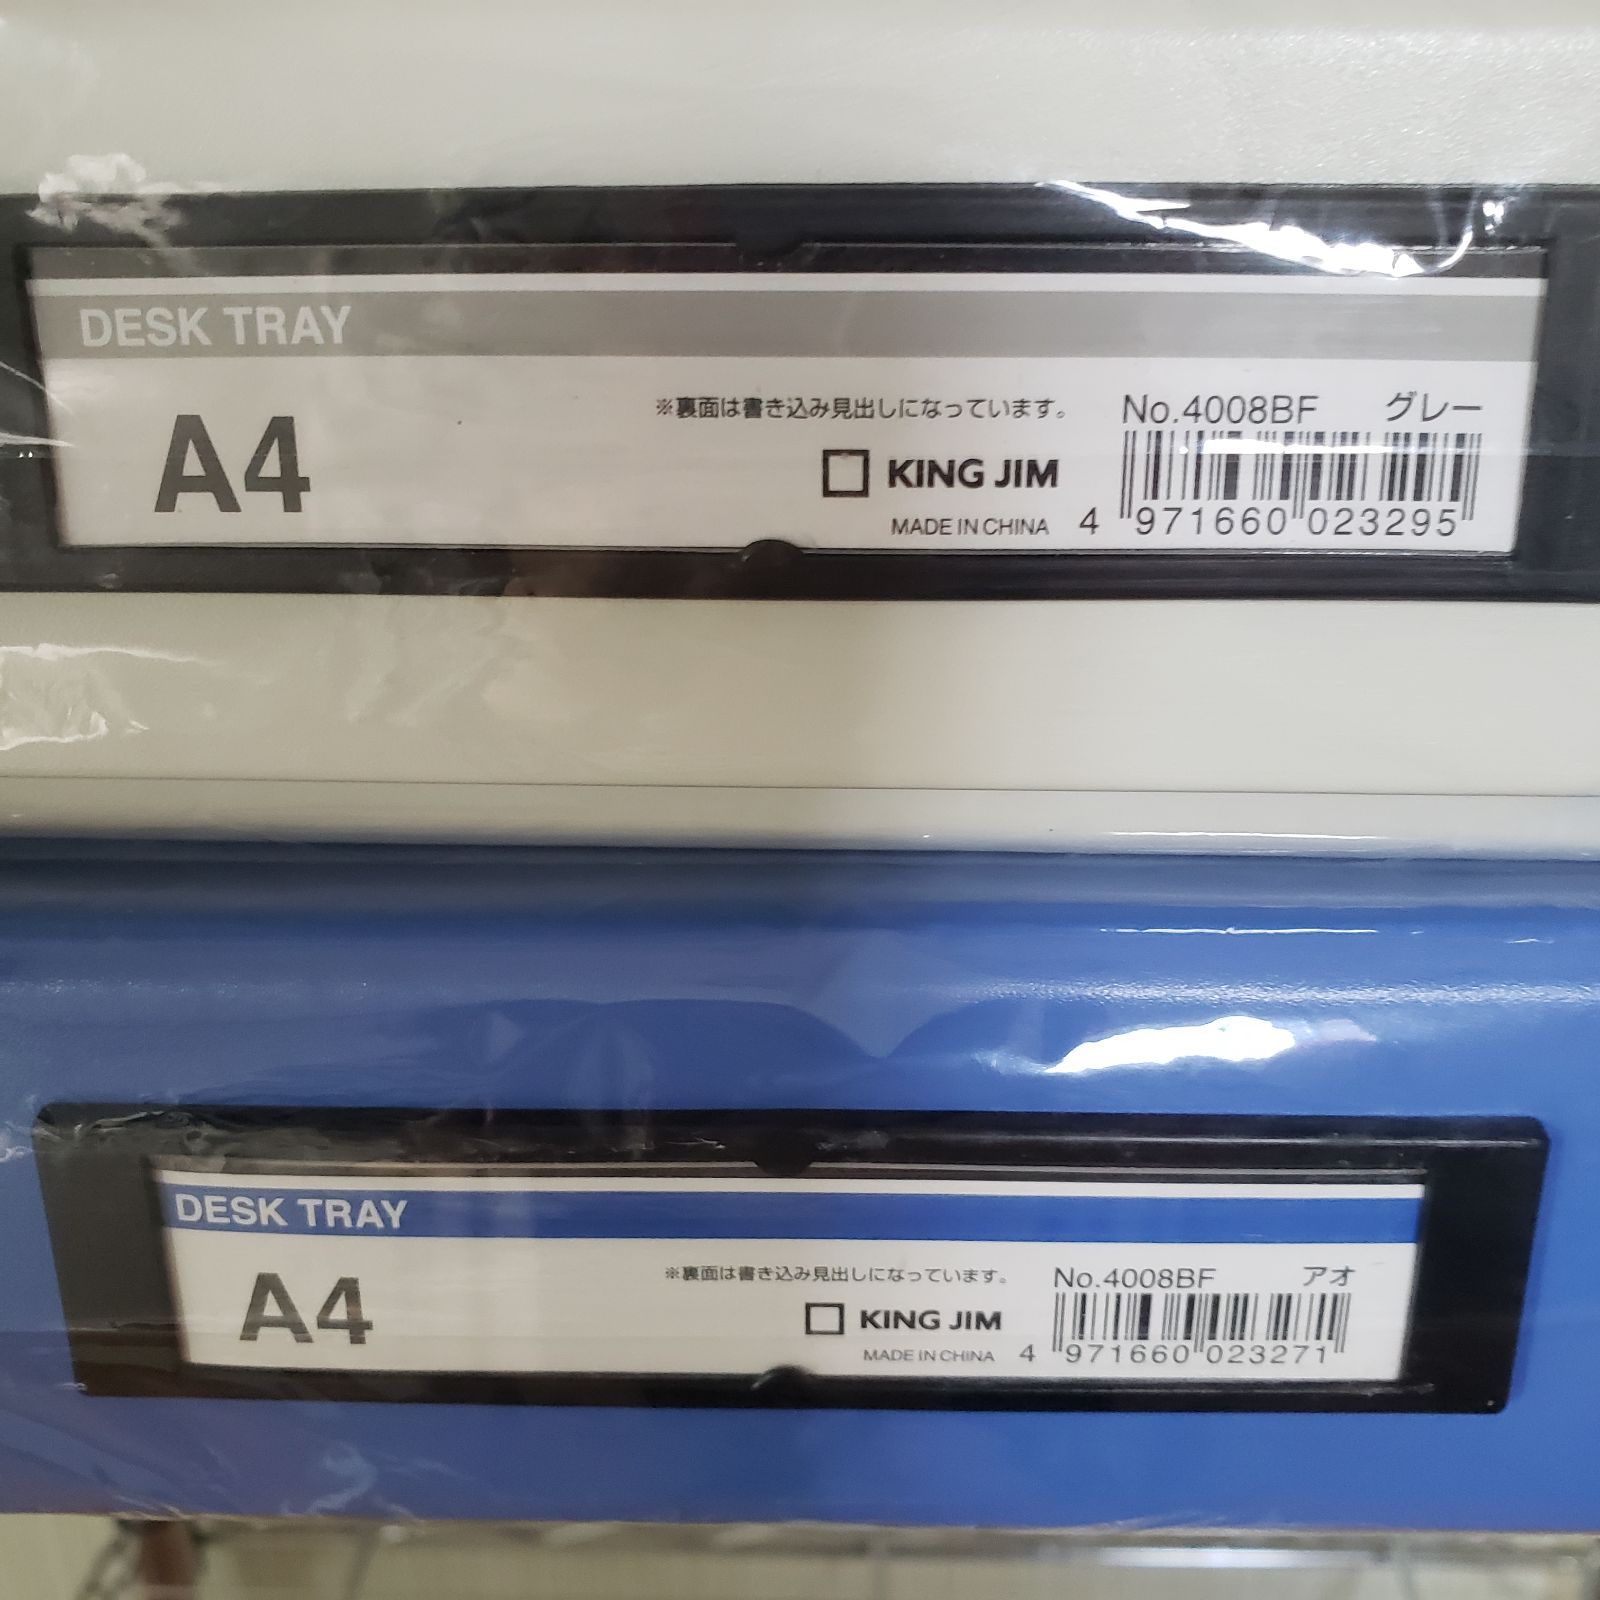 DESK TRAY
A4
※裏面は書き込み見出しになっています。
No.4008BF グレー
KING JIM
MADE IN CHINA
4 971660 023295
DESK TRAY
A4
※裏面は書き込み見出しになっています。
No.4008BF アオ
KING JIM
MADE IN CHINA
4 971660 023271